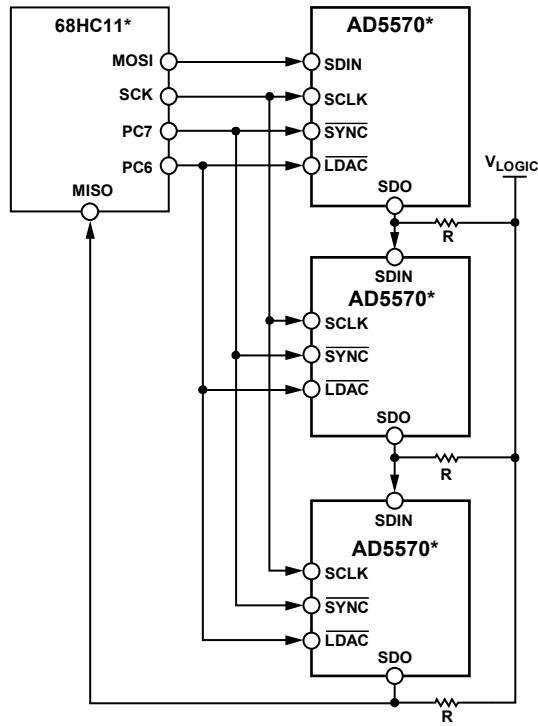 68HC11*
MOSI
SCK
PC7
PC6
MISO
AD5570*
SDIN
SCLK
SYNC
LDAC
SDO
VLOGIC
R
SDIN
AD5570*
SCLK
SYNC
LDAC
SDO
R
SDIN
AD5570*
SCLK
SYNC
LDAC
SDO
R